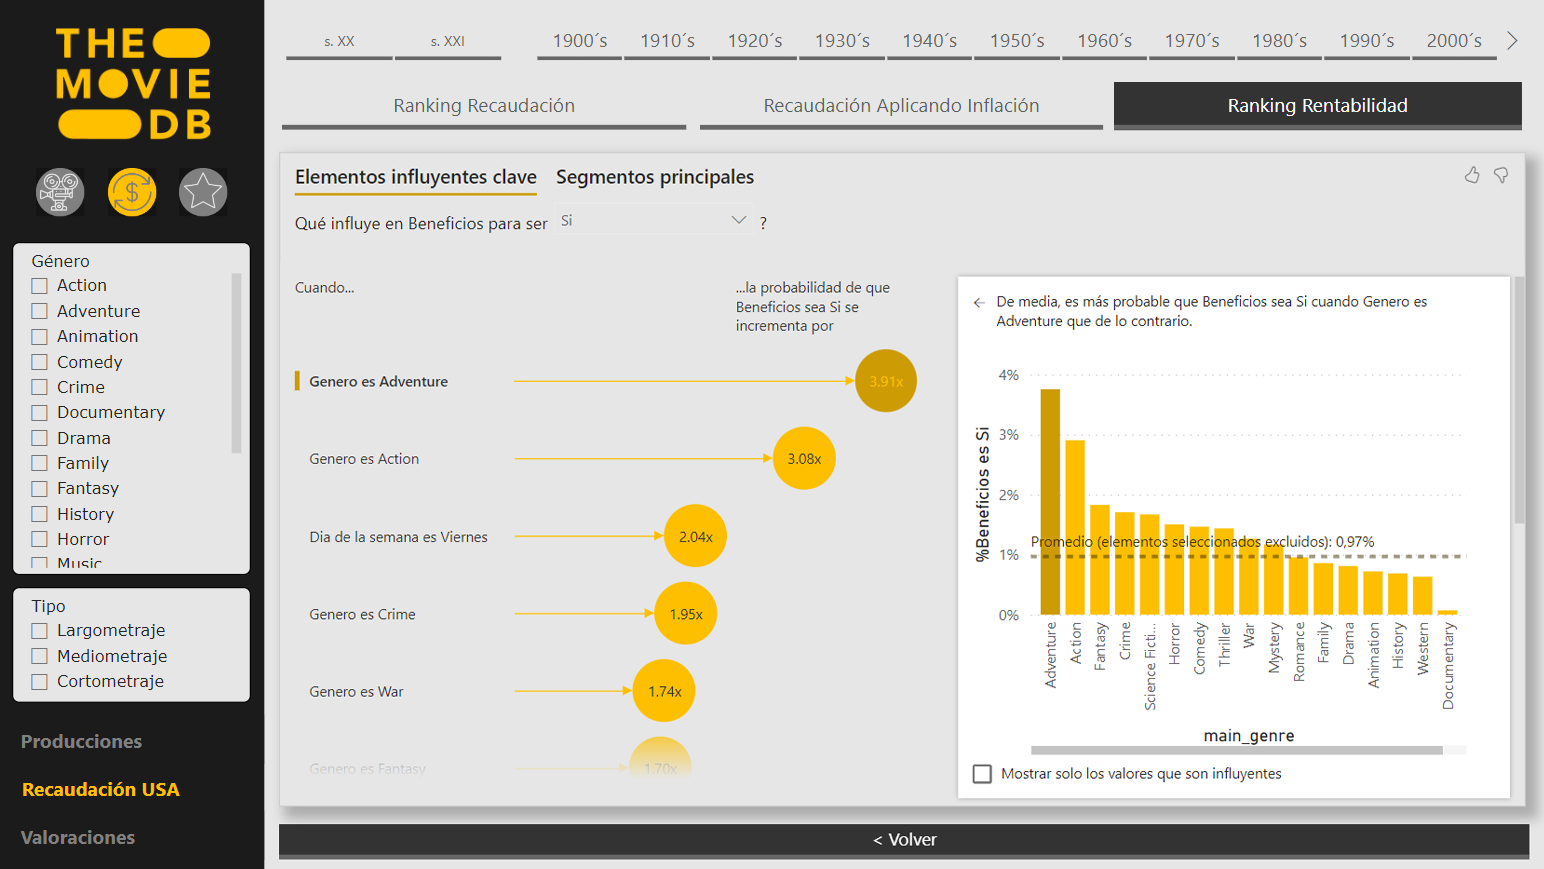 THE
MOVIE
DB
Género
Action
Adventure
Animation
Comedy
Crime
Documentary
Drama
Family
Fantasy
History
Horror
Music
Tipo
Largometraje
Mediometraje
Cortometraje
Producciones
Recaudación USA
Valoraciones
s. XX
s. XXI
1900´s
1910´s
1920´s
1930´s
1940´s
1950´s
1960´s
1970´s
1980´s
1990´s
2000´s
Ranking Recaudación
Recaudación Aplicando Inflación
Ranking Rentabilidad
Elementos influyentes clave
Segmentos principales
Qué influye en Beneficios para ser
Si
?
Cuando...
...la probabilidad de que
Beneficios sea Si se
incrementa por
Genero es Adventure
3.91x
Genero es Action
3.08x
Dia de la semana es Viernes
2.04x
Genero es Crime
1.95x
Genero es War
1.74x
Genero es Fantasy
1.70x
De media, es más probable que Beneficios sea Si cuando Genero es
Adventure que de lo contrario.
4%
3%
2%
1%
0%
%Beneficios es Si
Promedio (elementos seleccionados excluidos): 0,97%
Adventure
Action
Fantasy
Crime
Science Ficti...
Horror
Comedy
Thriller
War
Mystery
Romance
Family
Drama
Animation
History
Western
Documentary
main_genre
Mostrar solo los valores que son influyentes
< Volver